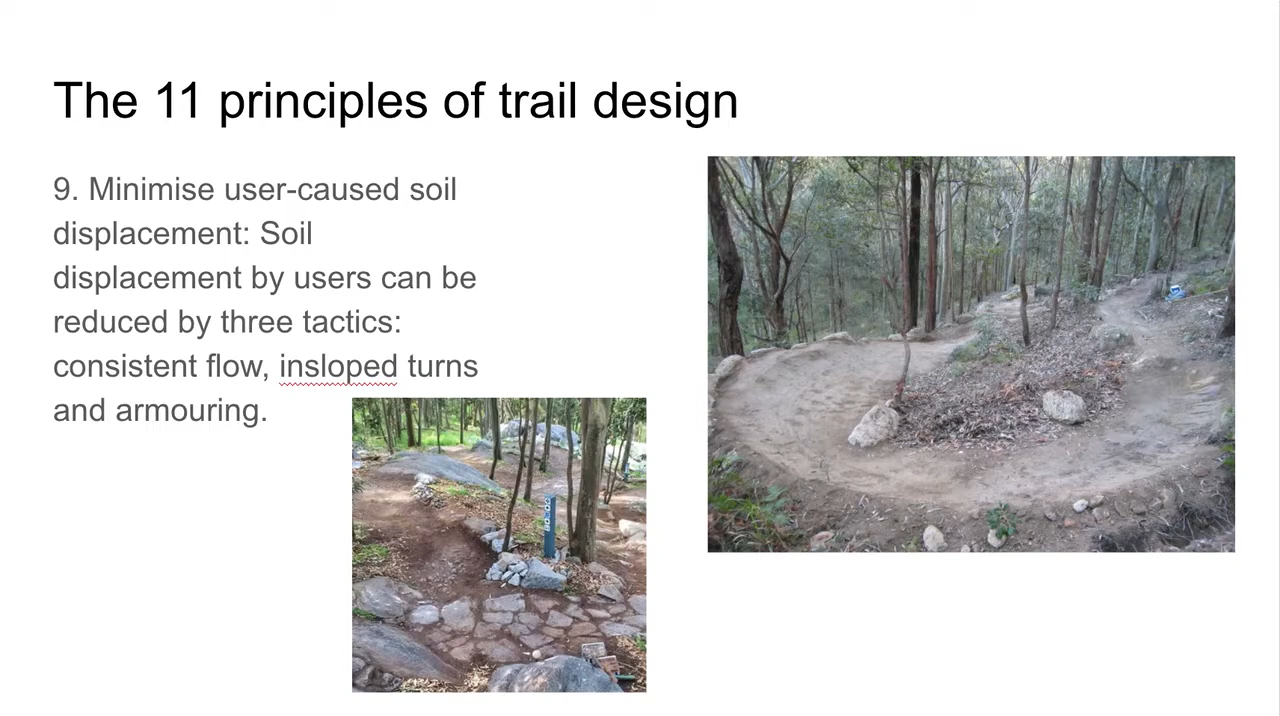 The 11 principles of trail design
9. Minimise user-caused soil
displacement: Soil
displacement by users can be
reduced by three tactics:
consistent flow, insloped turns
and armouring.